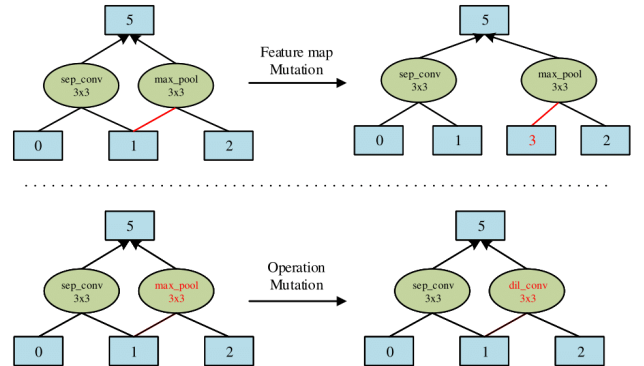 5
5
sep_conv
3x3
max_pool
3x3
Feature map
Mutation
sep_conv
3x3
max_pool
3x3
0
1
2
0
1
3
2
5
5
sep_conv
3x3
max_pool
3x3
Operation
Mutation
sep_conv
3x3
dil_conv
3x3
0
1
2
0
1
2